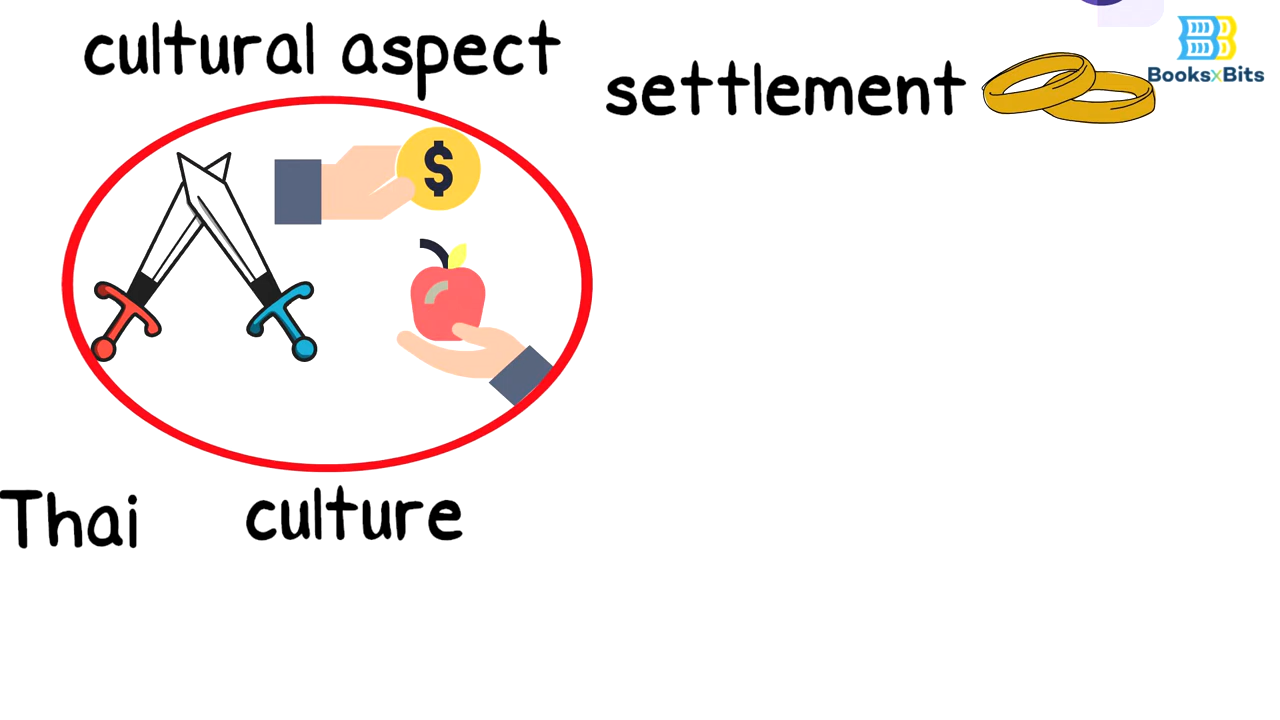 cultural aspect
settlement
BooksxBits
$
Thai culture